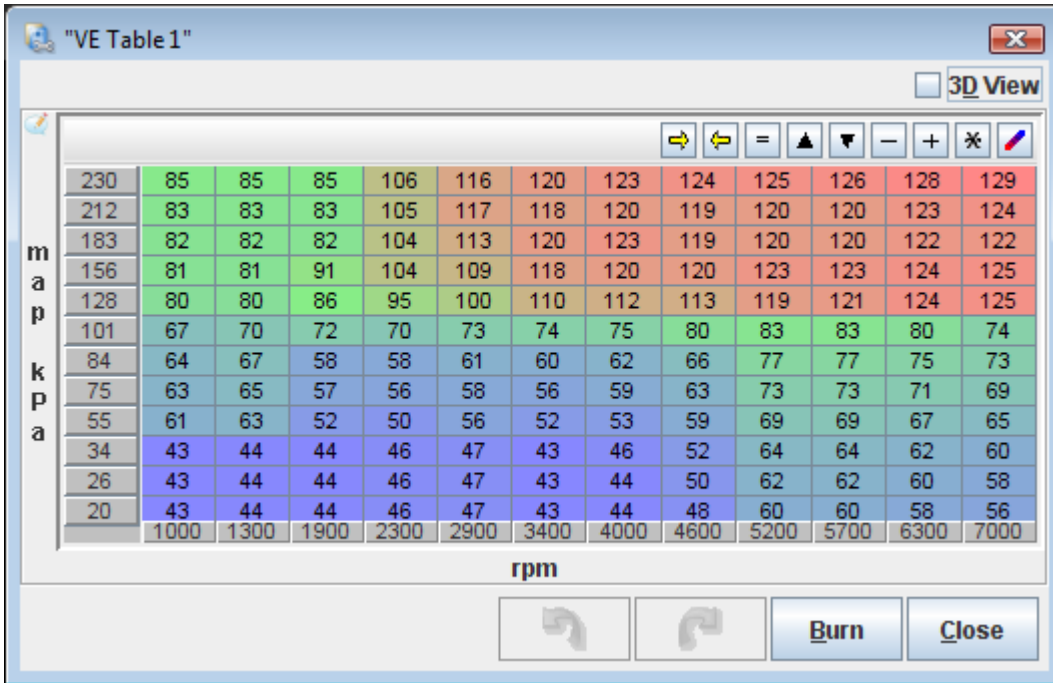 "VE Table 1"
3D View
= − + *
230 85 85 85 106 116 120 123 124 125 126 128 129
212 83 83 83 105 117 118 120 119 120 120 123 124
183 82 82 82 104 113 120 123 119 120 120 122 122
156 81 81 91 104 109 118 120 120 123 123 124 125
128 80 80 86 95 100 110 112 113 119 121 124 125
101 67 70 72 70 73 74 75 80 83 83 80 74
84 64 67 58 58 61 60 62 66 77 77 75 73
75 63 65 57 56 58 56 59 63 73 73 71 69
55 61 63 52 50 56 52 53 59 69 69 67 65
34 43 44 44 46 47 43 46 52 64 64 62 60
26 43 44 44 46 47 43 44 50 62 62 60 58
20 43 44 44 46 47 43 44 48 60 60 58 56
1000 1300 1900 2300 2900 3400 4000 4600 5200 5700 6300 7000
map kPa
rpm
Burn Close